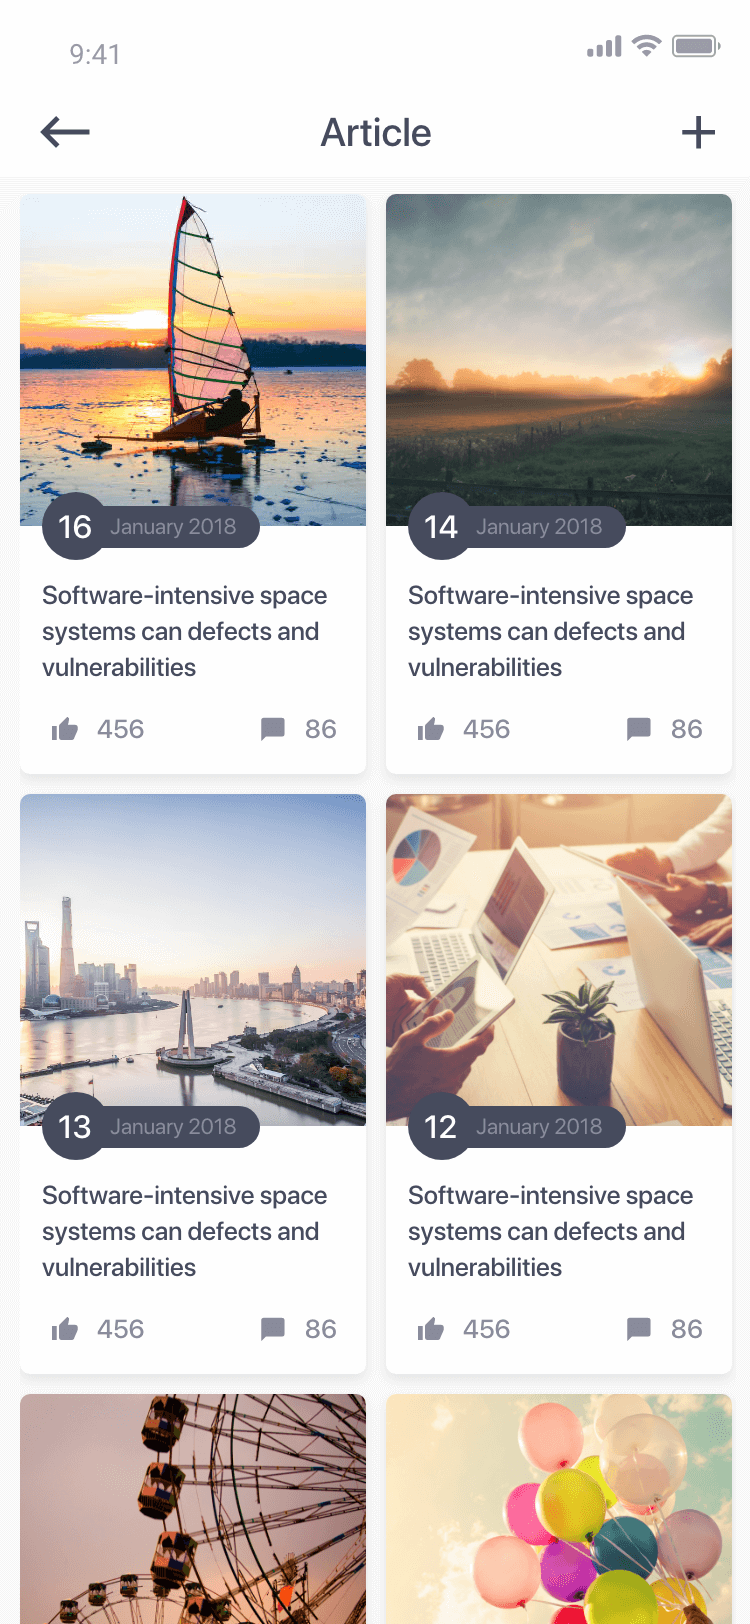 9:41
Article
16 January 2018
Software-intensive space
systems can defects and
vulnerabilities
456 86
14 January 2018
Software-intensive space
systems can defects and
vulnerabilities
456 86
13 January 2018
Software-intensive space
systems can defects and
vulnerabilities
456 86
12 January 2018
Software-intensive space
systems can defects and
vulnerabilities
456 86